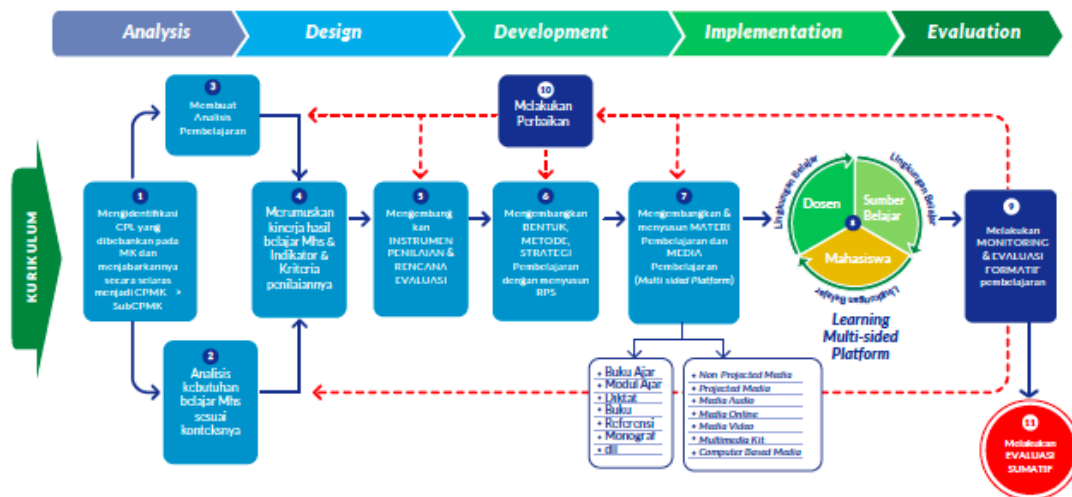 Analysis
Design
Development
Implementation
Evaluation
KURIKULUM
1
Mengidentifikasi
CPL yang
dibebankan pada
MK dan
menjabarkannya
secara selaras
menjadi CPMK >
SubCPMK
2
Analisis
kebutuhan
belajar Mhs
sesuai
konteksnya
3
Membuat
Analisis
Pembelajaran
4
Merumuskan
kinerja hasil
belajar Mhs &
Indikator &
Kriteria
penilaiannya
5
Mengembang
kan
INSTRUMEN
PENILAIAN &
RENCANA
EVALUASI
6
Mengembangkan
BENTUK,
METODE,
STRATEGI
Pembelajaran
dengan menyusun
RPS
7
Mengembangkan &
menyusun MATERI
Pembelajaran dan
MEDIA
Pembelajaran
(Multi sided Platform)
+ Buku Ajar
+ Modul Ajar
+ Diktat
+ Buku
Referensi
+ Monograf
+ dll
+ Non Projected Media
+ Projected Media
+ Media Audio
+ Media Online
+ Media Video
+ Multimedia Kit
+ Computer Based Media
Lingkungan Belajar
Lingkungan Belajar
Lingkungan Belajar
Dosen
Sumber
Belajar
8
Mahasiswa
Learning
Multi-sided
Platform
9
Melakukan
MONITORING
& EVALUASI
FORMATIF
pembelajaran
10
Melakukan
Perbaikan
11
Melakukan
EVALUASI
SUMATIF